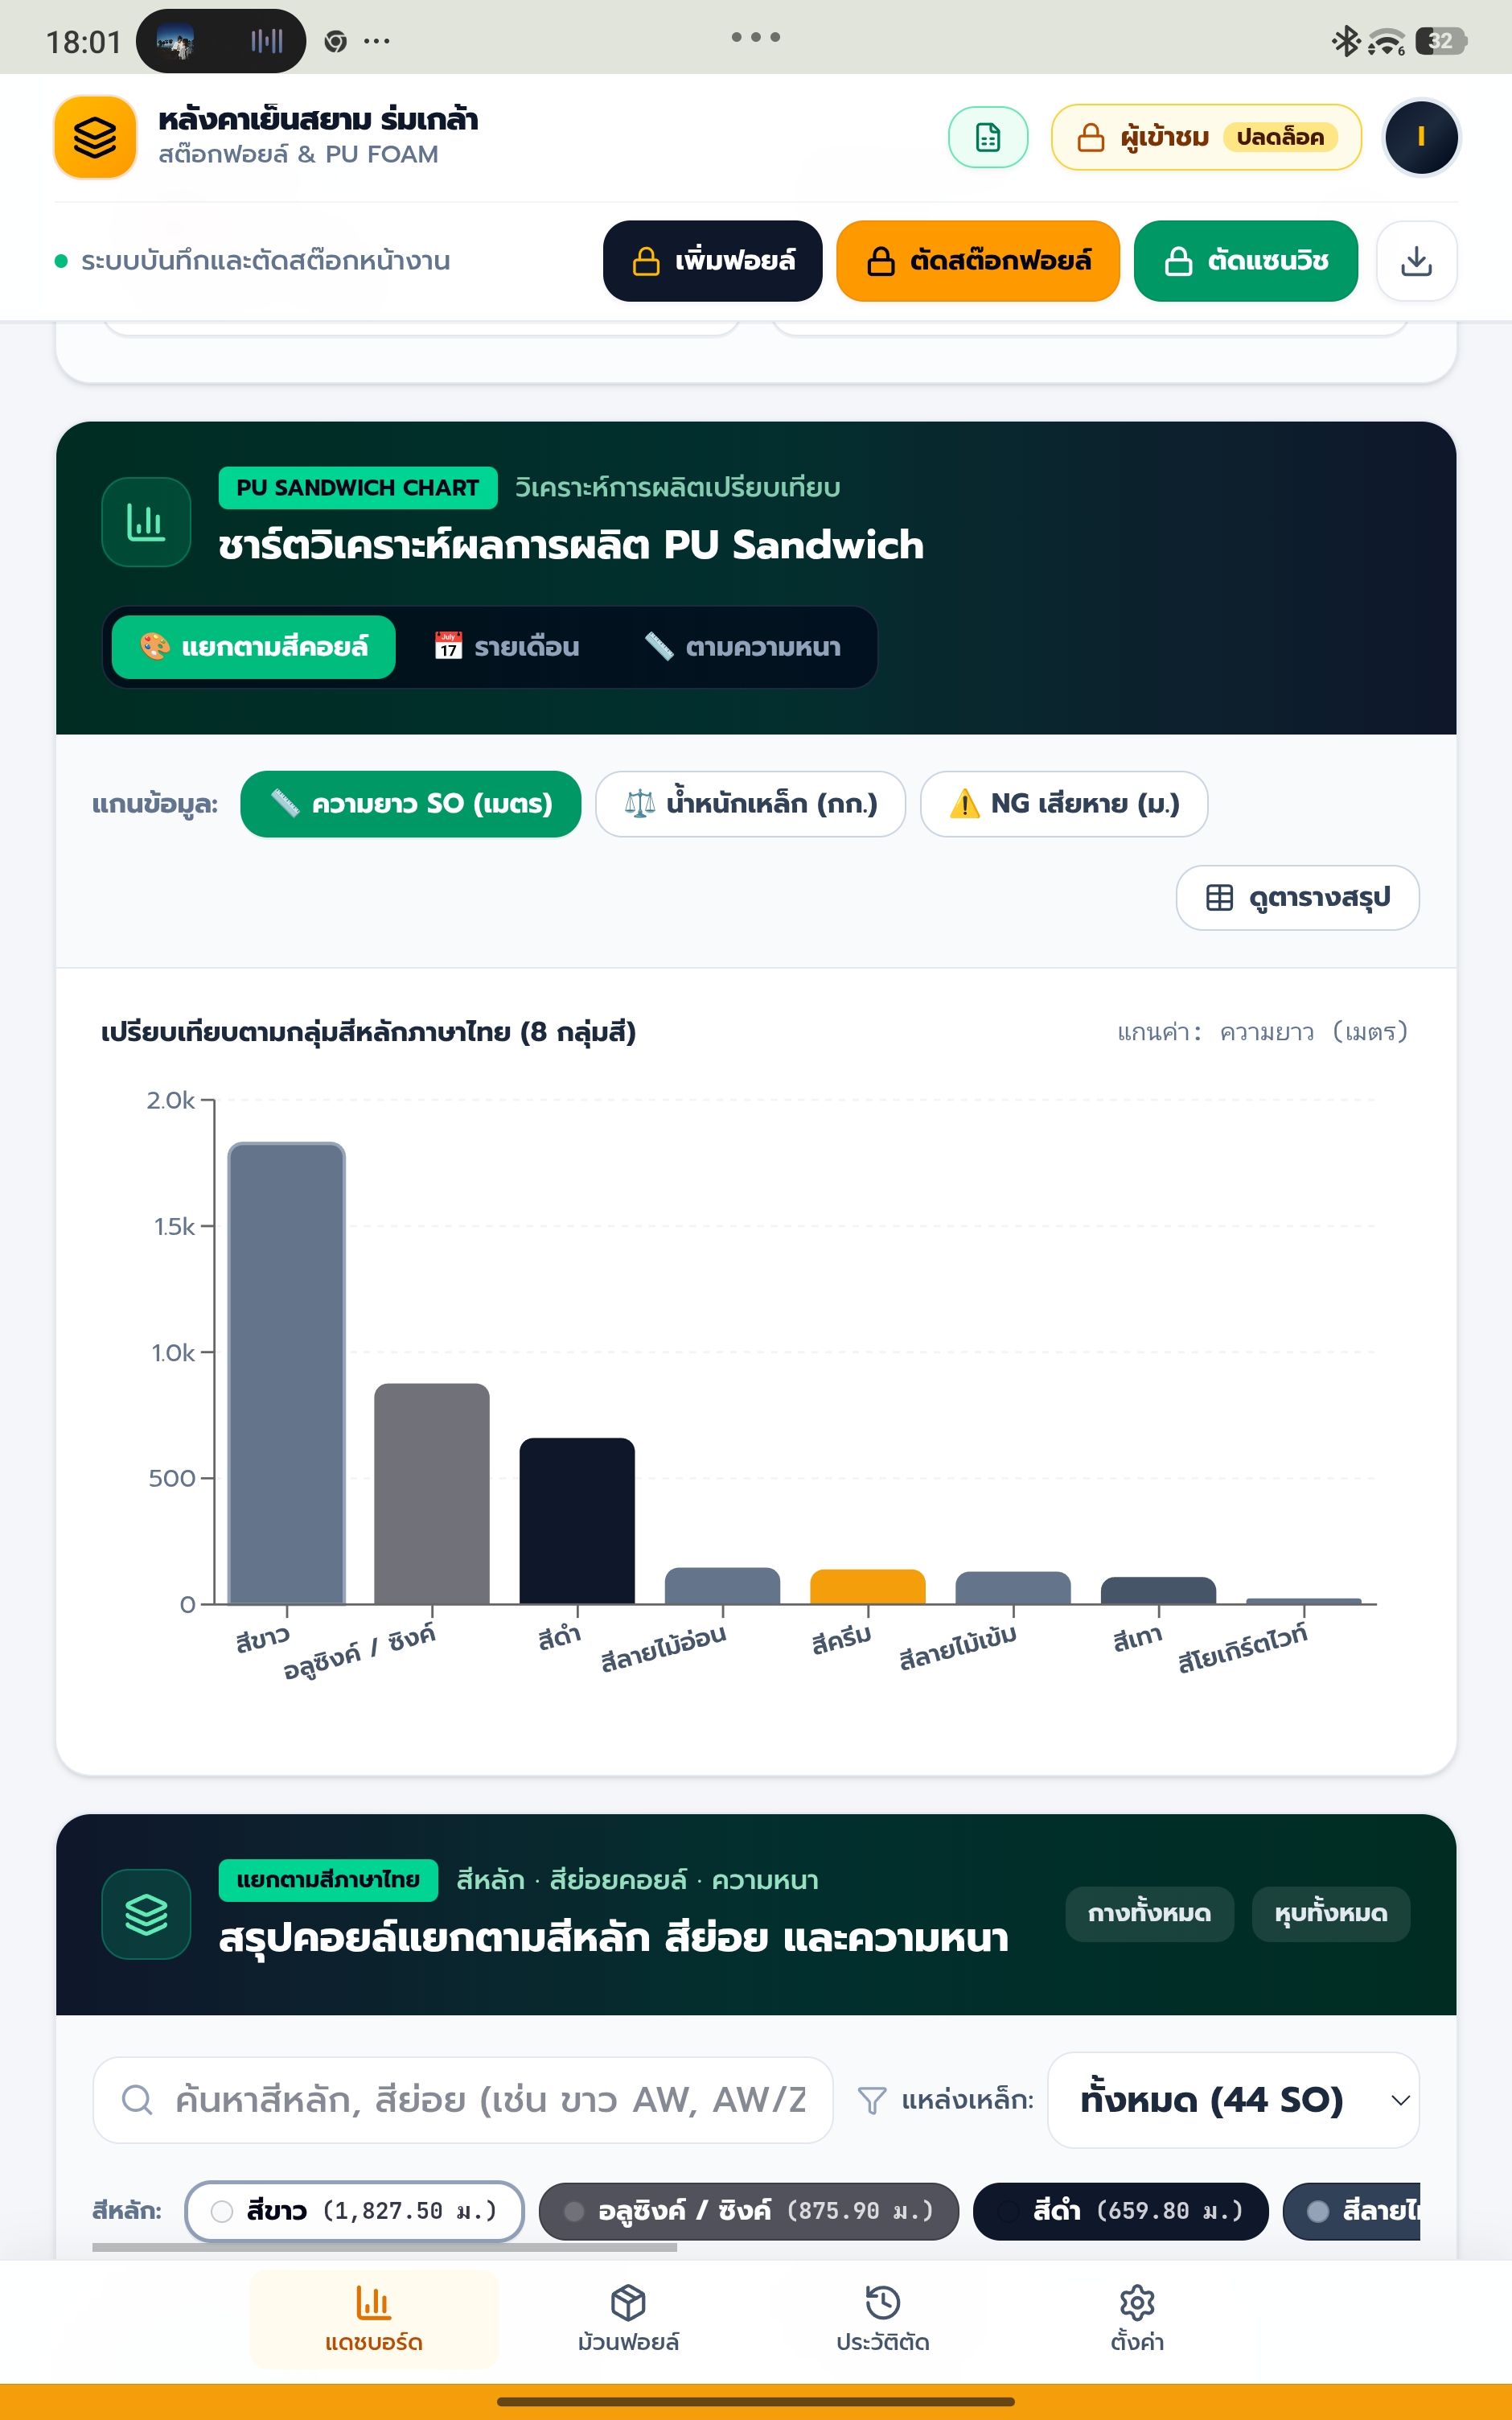 18:01
32
หลังคาเย็นสยาม ร่มเกล้า
สต๊อกฟอยล์ & PU FOAM
ผู้เข้าชม ปลดล็อค
I
ระบบบันทึกและตัดสต๊อกหน้างาน
เพิ่มฟอยล์
ตัดสต๊อกฟอยล์
ตัดแซนวิช
PU SANDWICH CHART วิเคราะห์การผลิตเปรียบเทียบ
ชาร์ตวิเคราะห์ผลการผลิต PU Sandwich
แยกตามสีคอยล์
รายเดือน
ตามความหนา
แกนข้อมูล: ความยาว SO (เมตร) น้ำหนักเหล็ก (กก.) NG เสียหาย (ม.)
ดูตารางสรุป
เปรียบเทียบตามกลุ่มสีหลักภาษาไทย (8 กลุ่มสี)
แกนค่า: ความยาว (เมตร)
2.0k
1.5k
1.0k
500
0
สีขาว
อลูซิงค์ / ซิงค์
สีดำ
สีลายไม้อ่อน
สีครีม
สีลายไม้เข้ม
สีเทา
สีโยเกิร์ตไวท์
แยกตามสีภาษาไทย สีหลัก · สีย่อยคอยล์ · ความหนา
สรุปคอยล์แยกตามสีหลัก สีย่อย และความหนา
กางทั้งหมด
หุบทั้งหมด
ค้นหาสีหลัก, สีย่อย (เช่น ขาว AW, AW/Z
แหล่งเหล็ก: ทั้งหมด (44 SO)
สีหลัก: สีขาว (1,827.50 ม.) อลูซิงค์ / ซิงค์ (875.90 ม.) สีดำ (659.80 ม.)
แดชบอร์ด
ม้วนฟอยล์
ประวัติตัด
ตั้งค่า